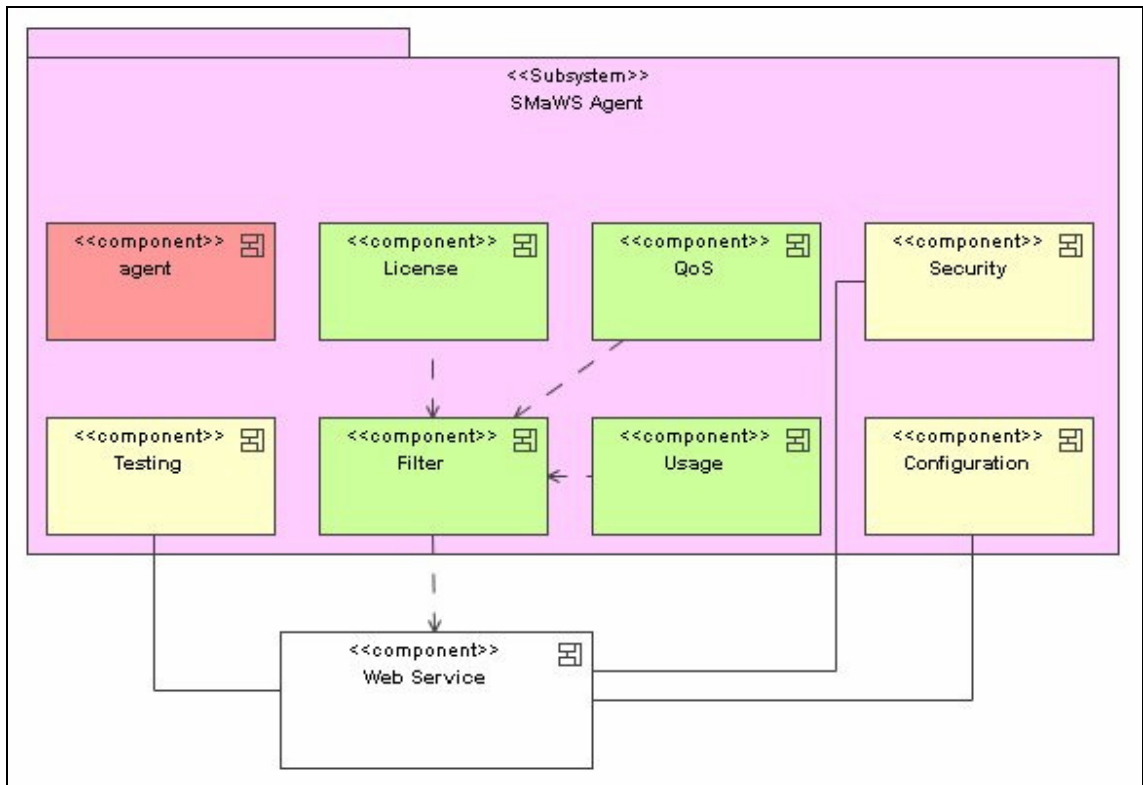 <<Subsystem>>
SMaWS Agent
<<component>>
agent
<<component>>
License
<<component>>
QoS
<<component>>
Security
<<component>>
Testing
<<component>>
Filter
<<component>>
Usage
<<component>>
Configuration
<<component>>
Web Service